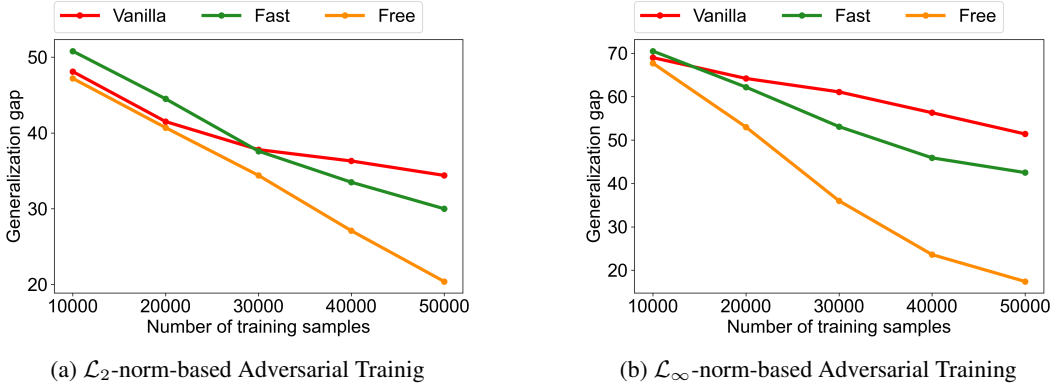 Vanilla Fast Free
50
40
30
20
Generalization gap
10000 20000 30000 40000 50000
Number of training samples
(a) L2-norm-based Adversarial Trainig
Vanilla Fast Free
70
60
50
40
30
20
Generalization gap
10000 20000 30000 40000 50000
Number of training samples
(b) L∞-norm-based Adversarial Training